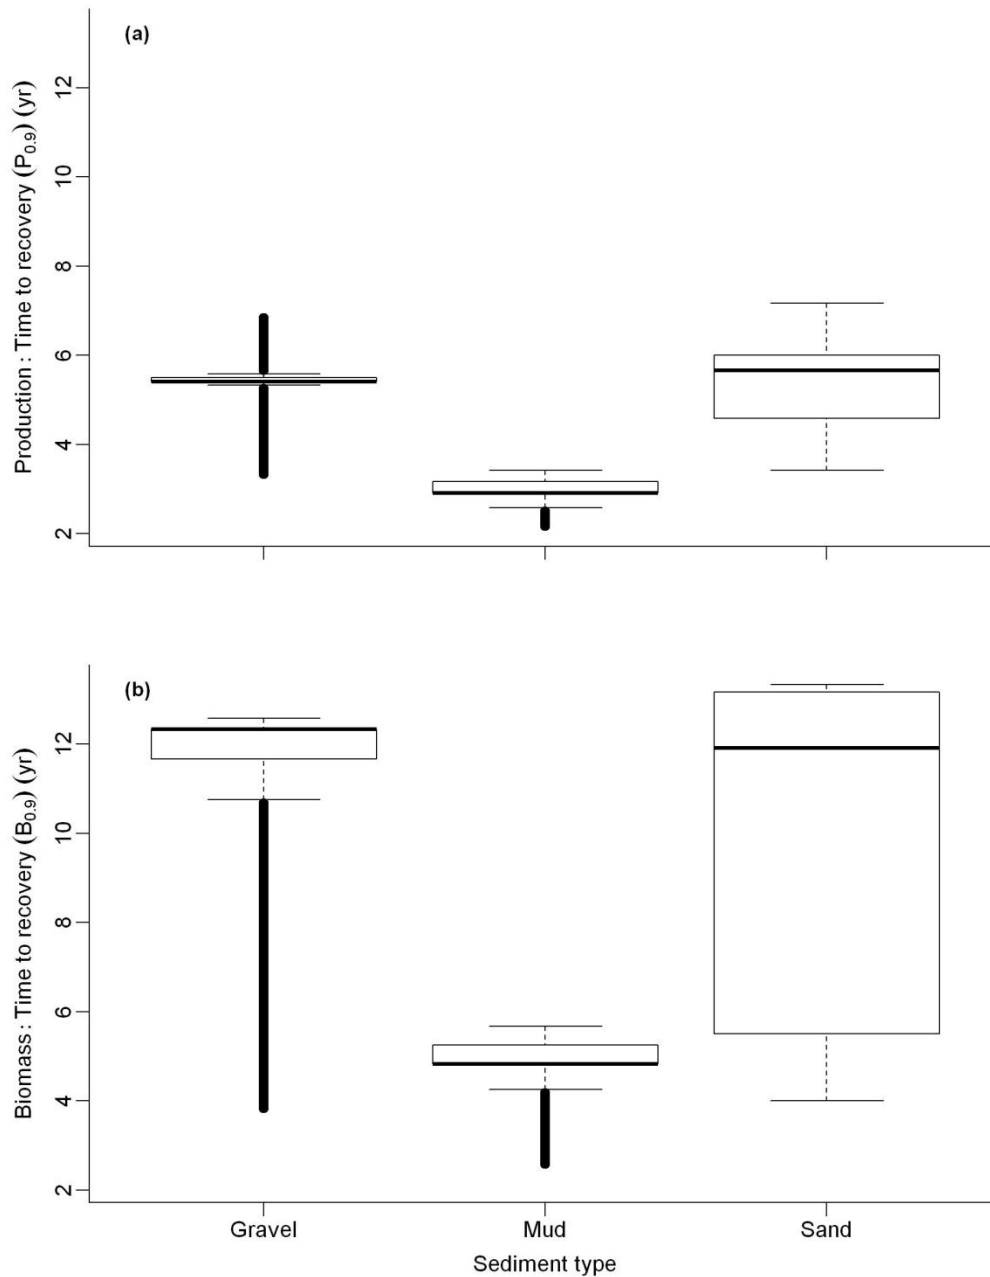 (a)
Production : Time to recovery (P0.9) (yr)
12
10
8
6
4
2
(b)
Biomass : Time to recovery (B0.9) (yr)
12
10
8
6
4
2
Gravel Mud Sand
Sediment type